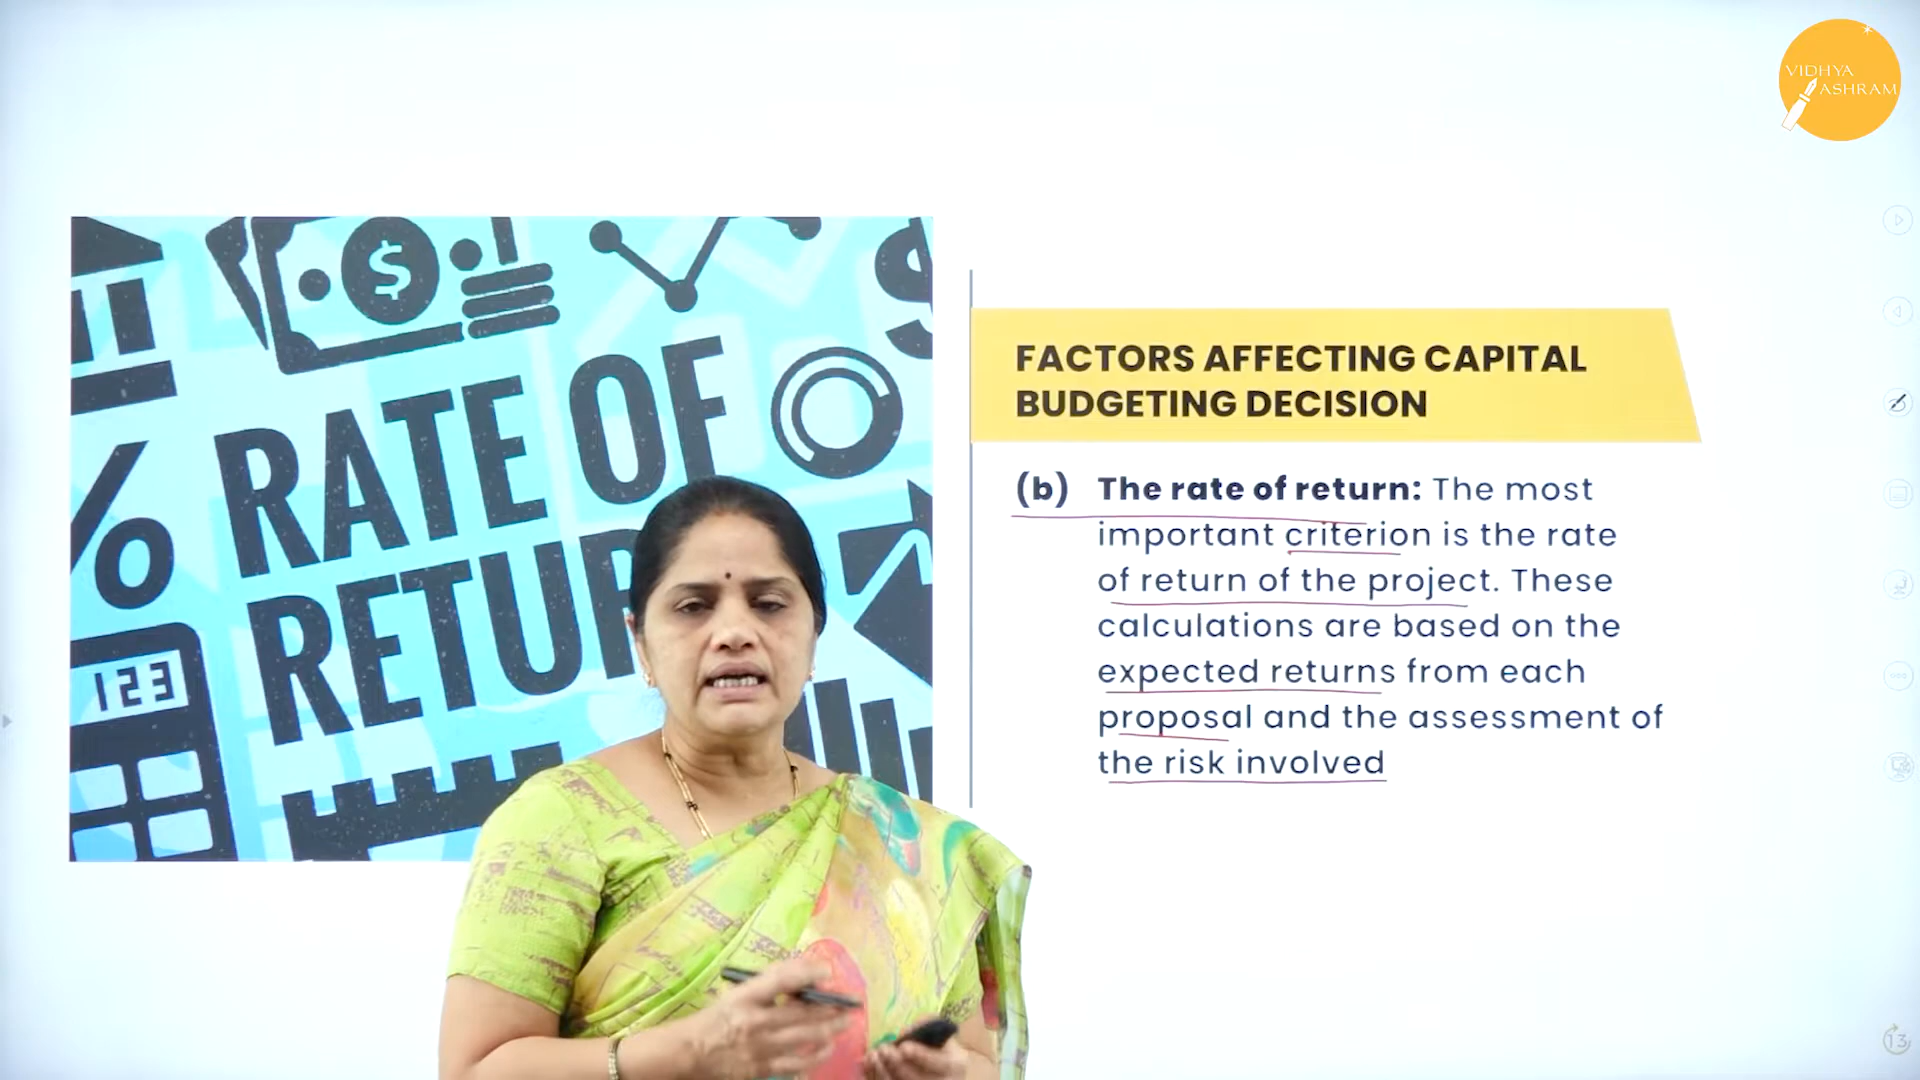 VIDHYA
ASHRAM
$
$
RATE OF
%
RETUR
123
FACTORS AFFECTING CAPITAL
BUDGETING DECISION
(b) The rate of return: The most
important criterion is the rate
of return of the project. These
calculations are based on the
expected returns from each
proposal and the assessment of
the risk involved
13